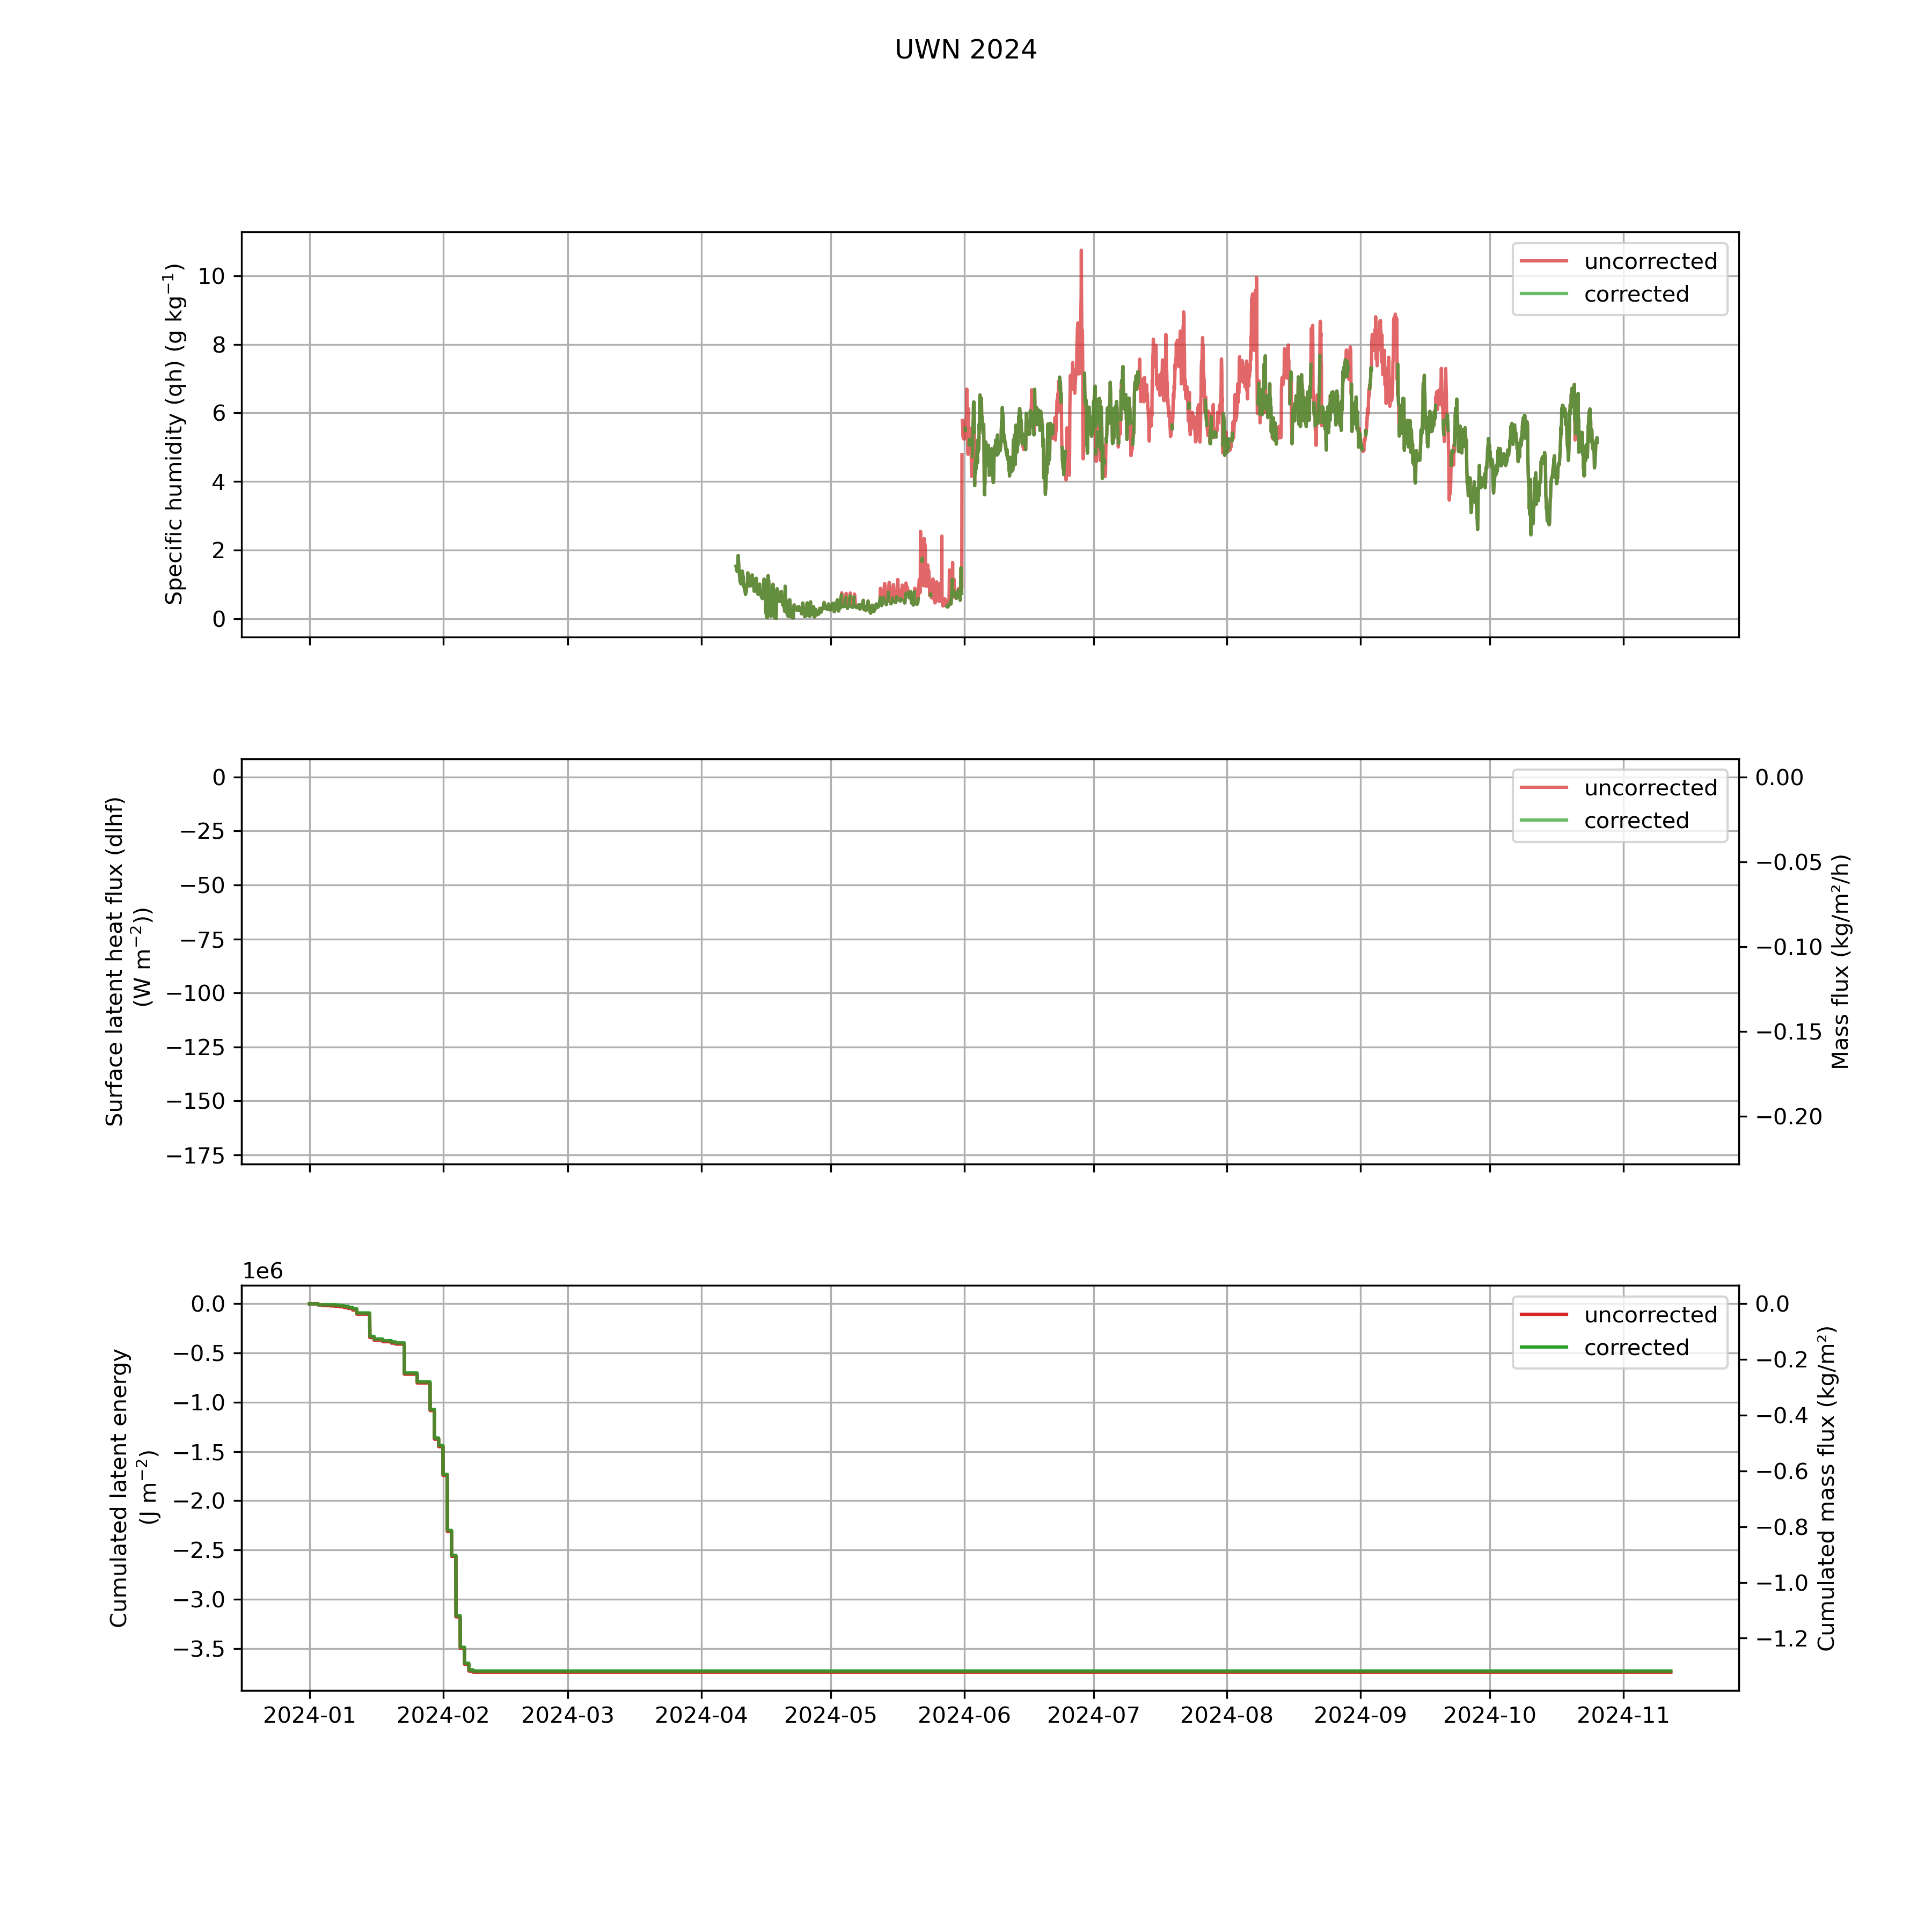 UWN 2024
Specific humidity (qh) (g kg⁻¹)
10
8
6
4
2
0
uncorrected
corrected
Surface latent heat flux (dlhf)
(W m⁻²))
0
−25
−50
−75
−100
−125
−150
−175
uncorrected
corrected
0.00
−0.05
−0.10
−0.15
−0.20
Mass flux (kg/m²/h)
1e6
Cumulated latent energy
(J m⁻²)
0.0
−0.5
−1.0
−1.5
−2.0
−2.5
−3.0
−3.5
uncorrected
corrected
0.0
−0.2
−0.4
−0.6
−0.8
−1.0
−1.2
Cumulated mass flux (kg/m²)
2024-01 2024-02 2024-03 2024-04 2024-05 2024-06 2024-07 2024-08 2024-09 2024-10 2024-11